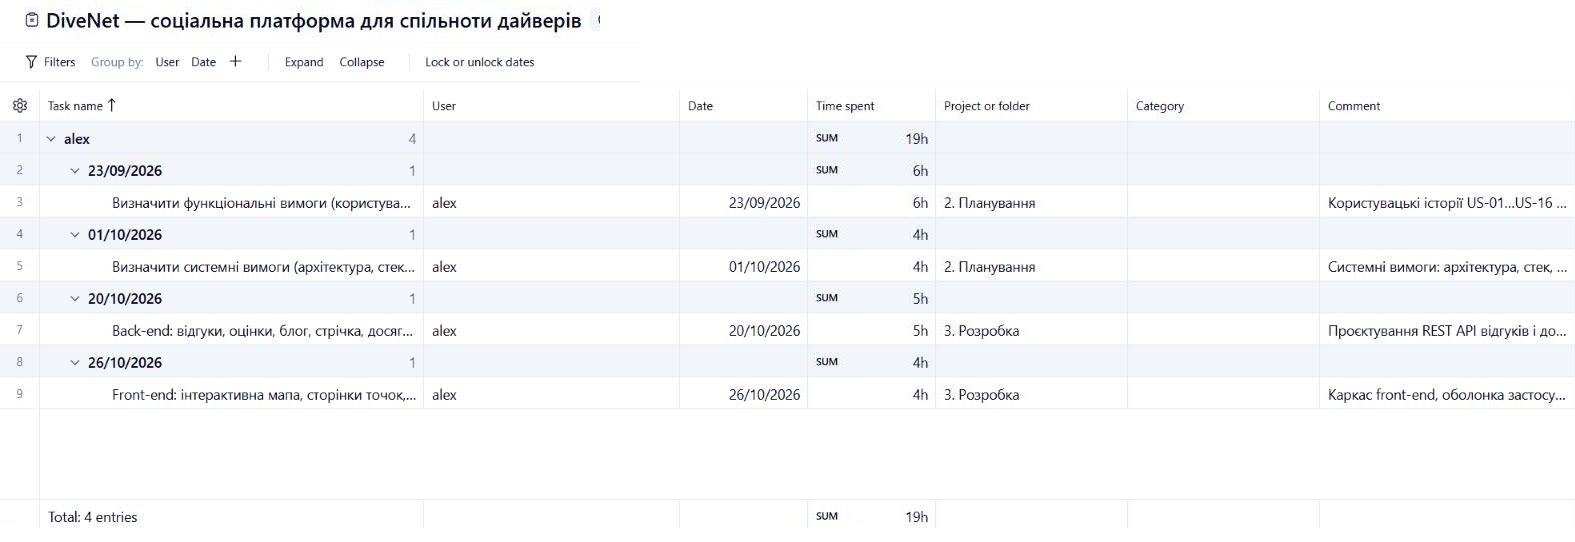 DiveNet — соціальна платформа для спільноти дайверів
Filters Group by: User Date + Expand Collapse Lock or unlock dates
Task name ↑ User Date Time spent Project or folder Category Comment
1 alex 4 SUM 19h
2 23/09/2026 1 SUM 6h
3 Визначити функціональні вимоги (користува... alex 23/09/2026 6h 2. Планування Користувацькі історії US-01...US-16 ...
4 01/10/2026 1 SUM 4h
5 Визначити системні вимоги (архітектура, стек... alex 01/10/2026 4h 2. Планування Системні вимоги: архітектура, стек, ...
6 20/10/2026 1 SUM 5h
7 Back-end: відгуки, оцінки, блог, стрічка, досяг... alex 20/10/2026 5h 3. Розробка Проєктування REST API відгуків і до...
8 26/10/2026 1 SUM 4h
9 Front-end: інтерактивна мапа, сторінки точок,... alex 26/10/2026 4h 3. Розробка Каркас front-end, оболонка застосу...
Total: 4 entries SUM 19h